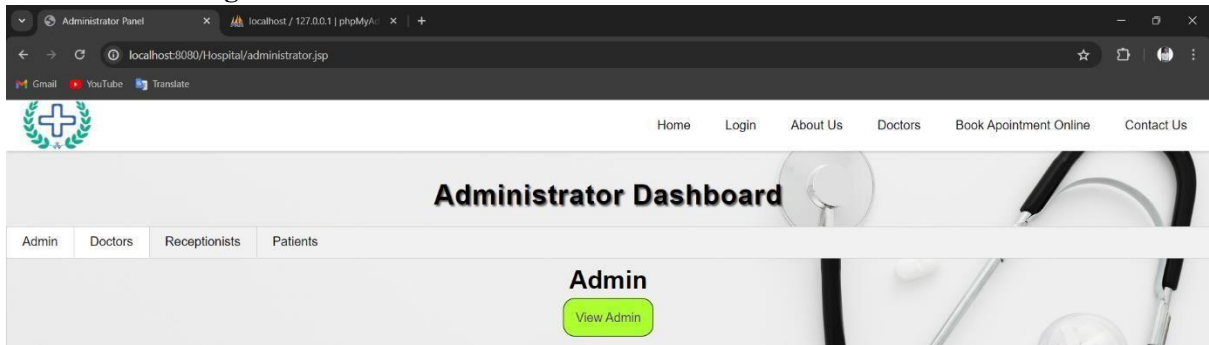 Administrator Panel
localhost / 127.0.0.1 | phpMyAd
localhost:8080/Hospital/administrator.jsp
Gmail YouTube Translate
Home Login About Us Doctors Book Apointment Online Contact Us
Administrator Dashboard
Admin Doctors Receptionists Patients
Admin
View Admin